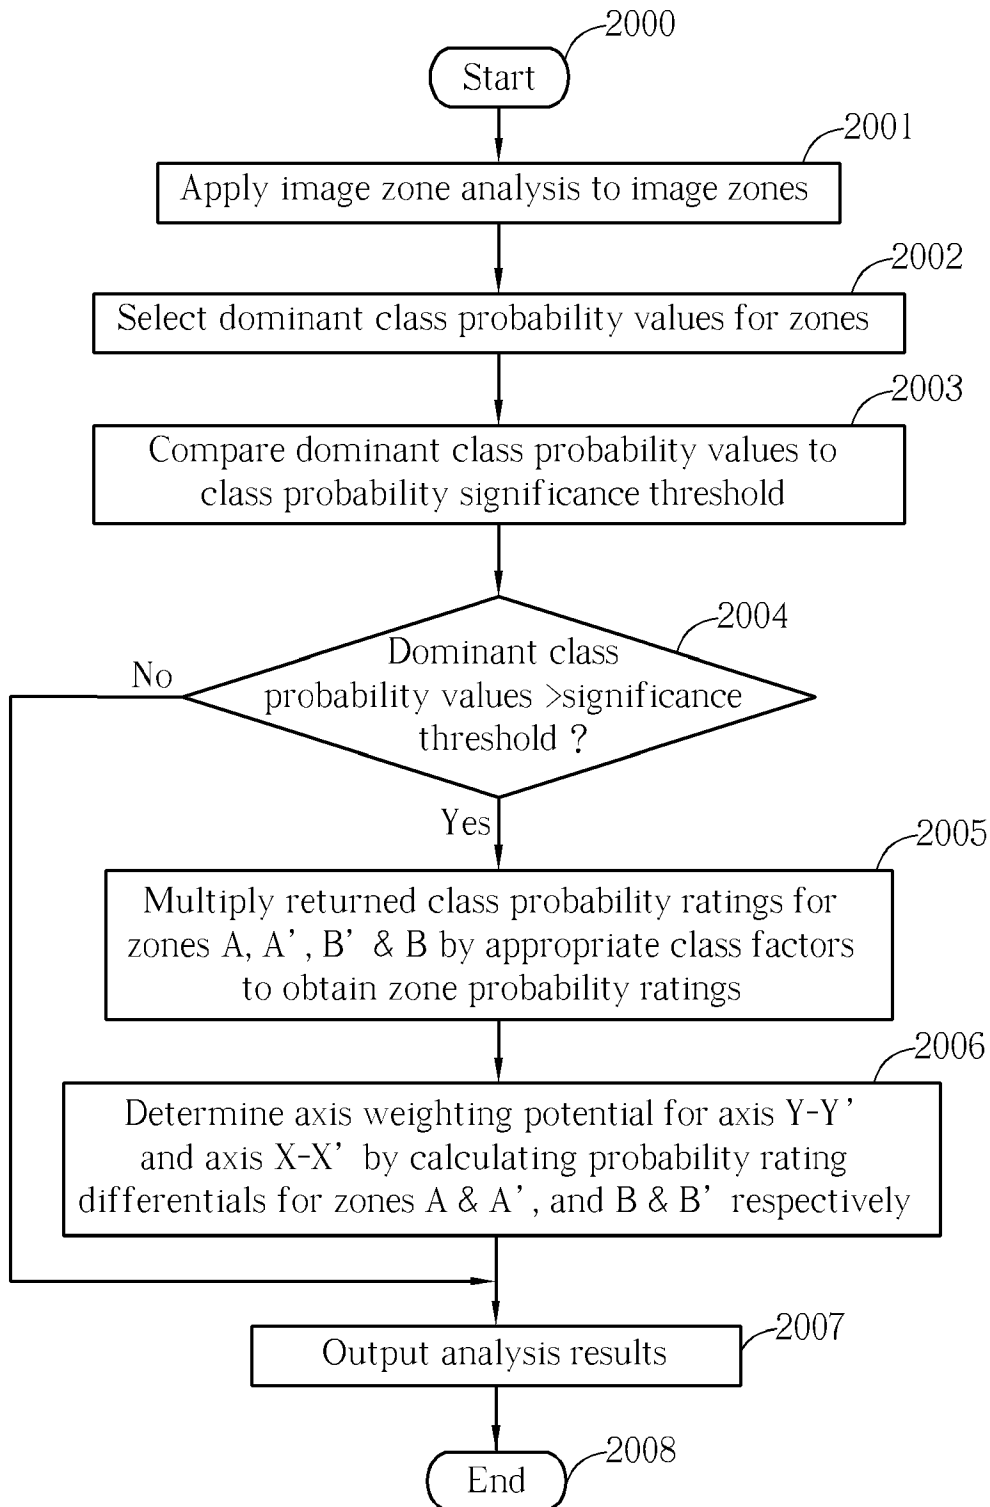 2000
Start
2001
Apply image zone analysis to image zones
2002
Select dominant class probability values for zones
2003
Compare dominant class probability values to
class probability significance threshold
2004
Dominant class
probability values >significance
threshold ?
No
Yes
2005
Multiply returned class probability ratings for
zones A, A’, B’ & B by appropriate class factors
to obtain zone probability ratings
2006
Determine axis weighting potential for axis Y-Y’
and axis X-X’ by calculating probability rating
differentials for zones A & A’, and B & B’ respectively
2007
Output analysis results
2008
End